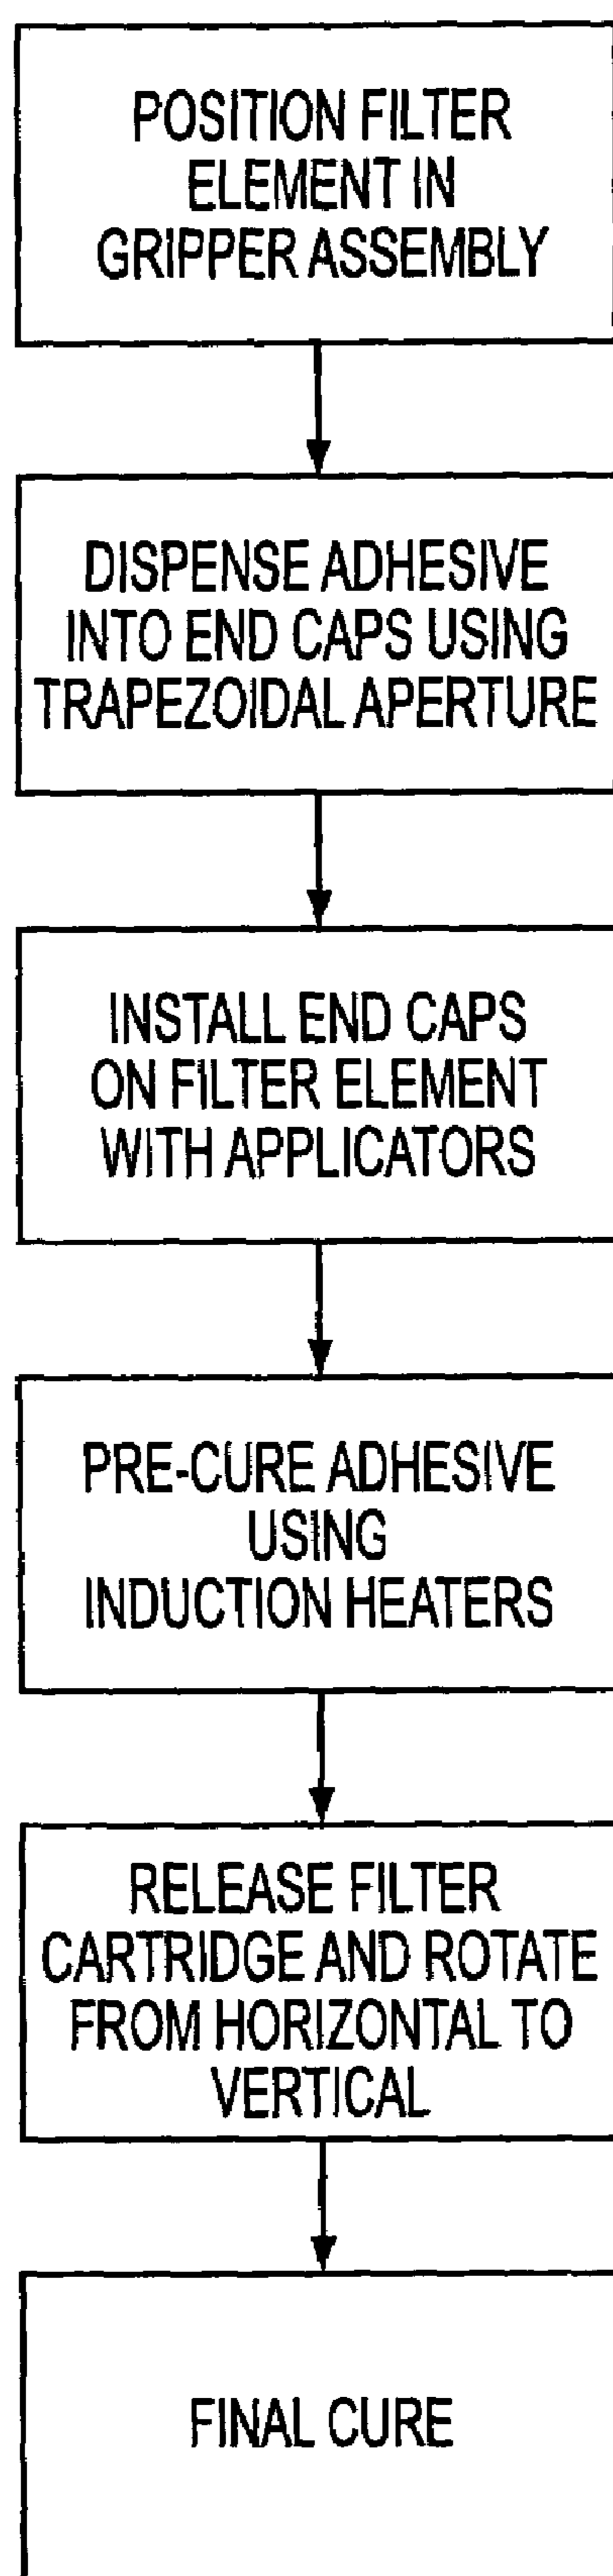 POSITION FILTER
ELEMENT IN
GRIPPER ASSEMBLY
DISPENSE ADHESIVE
INTO END CAPS USING
TRAPEZOIDAL APERTURE
INSTALL END CAPS
ON FILTER ELEMENT
WITH APPLICATORS
PRE-CURE ADHESIVE
USING
INDUCTION HEATERS
RELEASE FILTER
CARTRIDGE AND ROTATE
FROM HORIZONTAL TO
VERTICAL
FINAL CURE